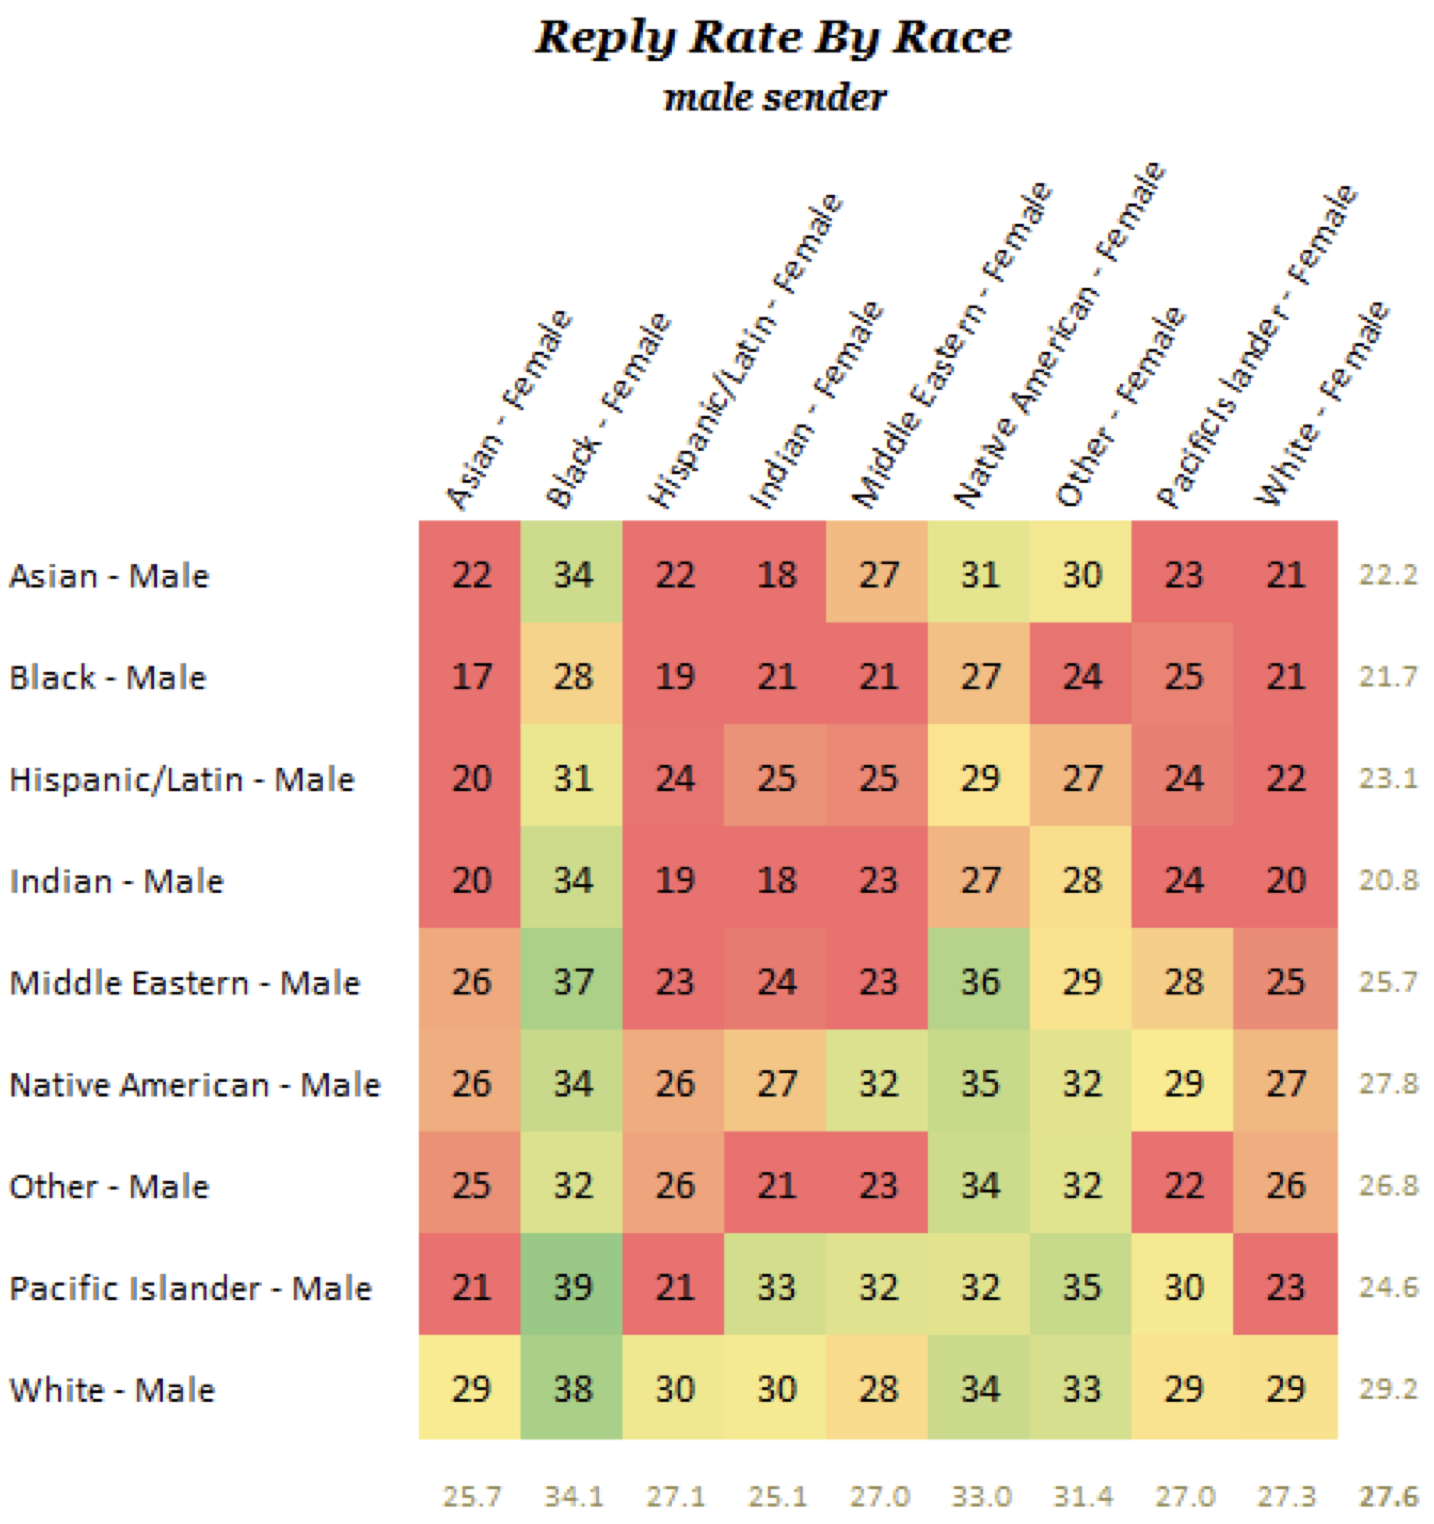 Reply Rate By Race
male sender
Asian - Female
Black - Female
Hispanic/Latin - Female
Indian - Female
Middle Eastern - Female
Native American - Female
Other - Female
PacificIs lander - Female
White - Female
Asian - Male 22 34 22 18 27 31 30 23 21 22.2
Black - Male 17 28 19 21 21 27 24 25 21 21.7
Hispanic/Latin - Male 20 31 24 25 25 29 27 24 22 23.1
Indian - Male 20 34 19 18 23 27 28 24 20 20.8
Middle Eastern - Male 26 37 23 24 23 36 29 28 25 25.7
Native American - Male 26 34 26 27 32 35 32 29 27 27.8
Other - Male 25 32 26 21 23 34 32 22 26 26.8
Pacific Islander - Male 21 39 21 33 32 32 35 30 23 24.6
White - Male 29 38 30 30 28 34 33 29 29 29.2
25.7 34.1 27.1 25.1 27.0 33.0 31.4 27.0 27.3 27.6